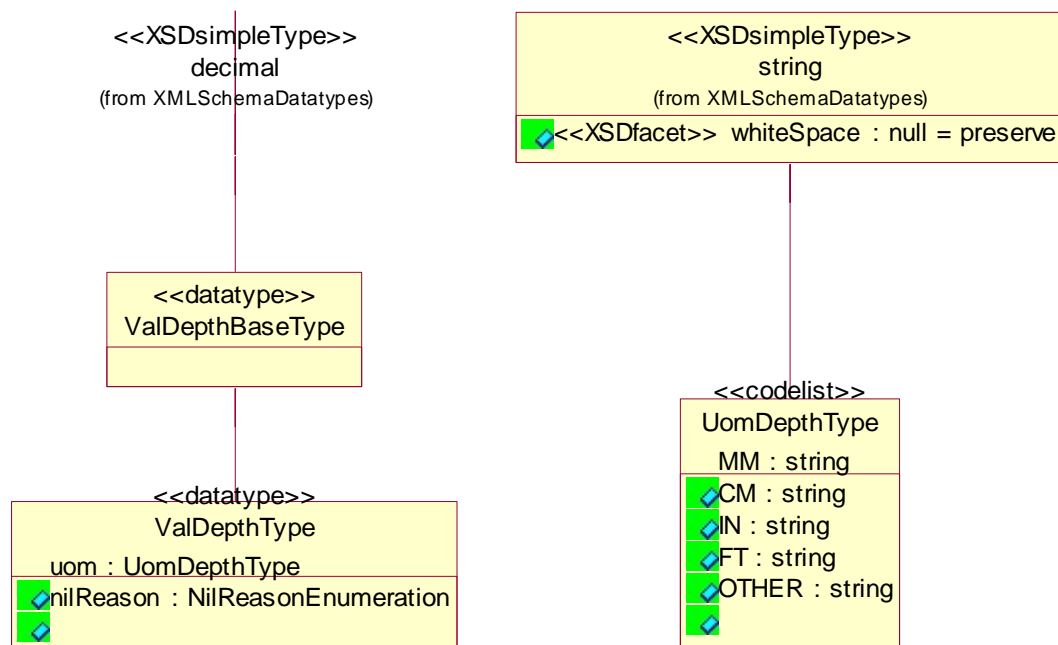 <<XSDsimpleType>>
decimal
(from XMLSchemaDatatypes)
<<datatype>>
ValDepthBaseType
<<datatype>>
ValDepthType
uom : UomDepthType
nilReason : NilReasonEnumeration
<<XSDsimpleType>>
string
(from XMLSchemaDatatypes)
<<XSDfacet>> whiteSpace : null = preserve
<<codelist>>
UomDepthType
MM : string
CM : string
IN : string
FT : string
OTHER : string